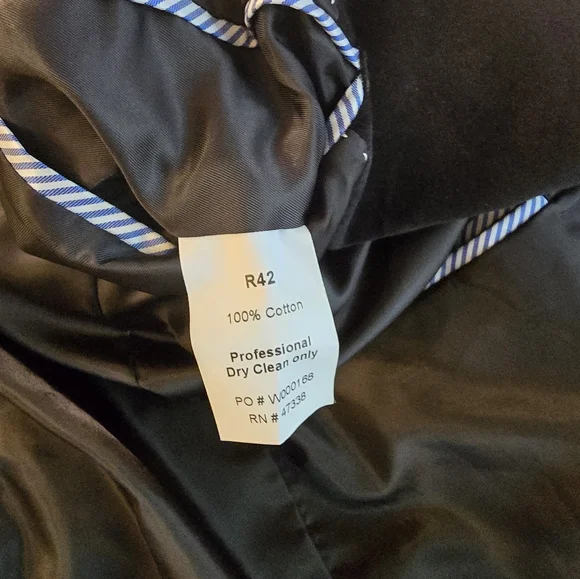 R42
100% Cotton
Professional
Dry Clean only
PO # W000168
RN # 47338